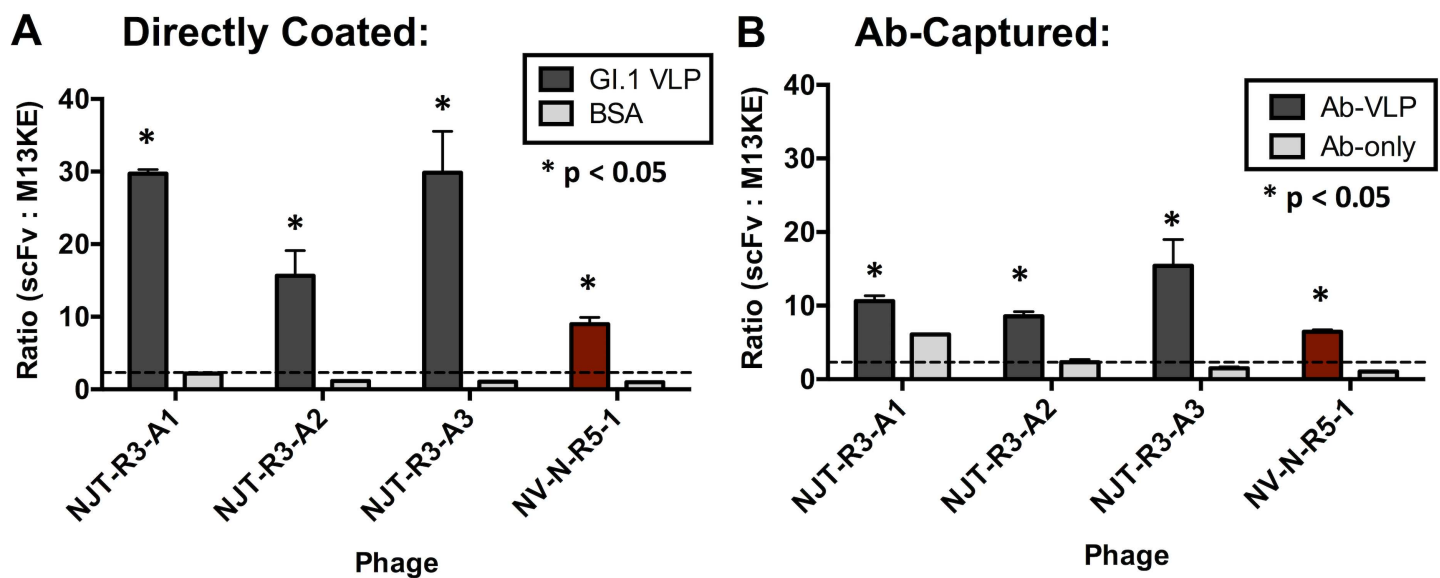 A Directly Coated:
GI.1 VLP
BSA
* p < 0.05
Ratio (scFv : M13KE)
40
30
20
10
0
*
*
*
*
NJT-R3-A1
NJT-R3-A2
NJT-R3-A3
NV-N-R5-1
Phage
B Ab-Captured:
Ab-VLP
Ab-only
* p < 0.05
Ratio (scFv : M13KE)
40
30
20
10
0
*
*
*
*
NJT-R3-A1
NJT-R3-A2
NJT-R3-A3
NV-N-R5-1
Phage